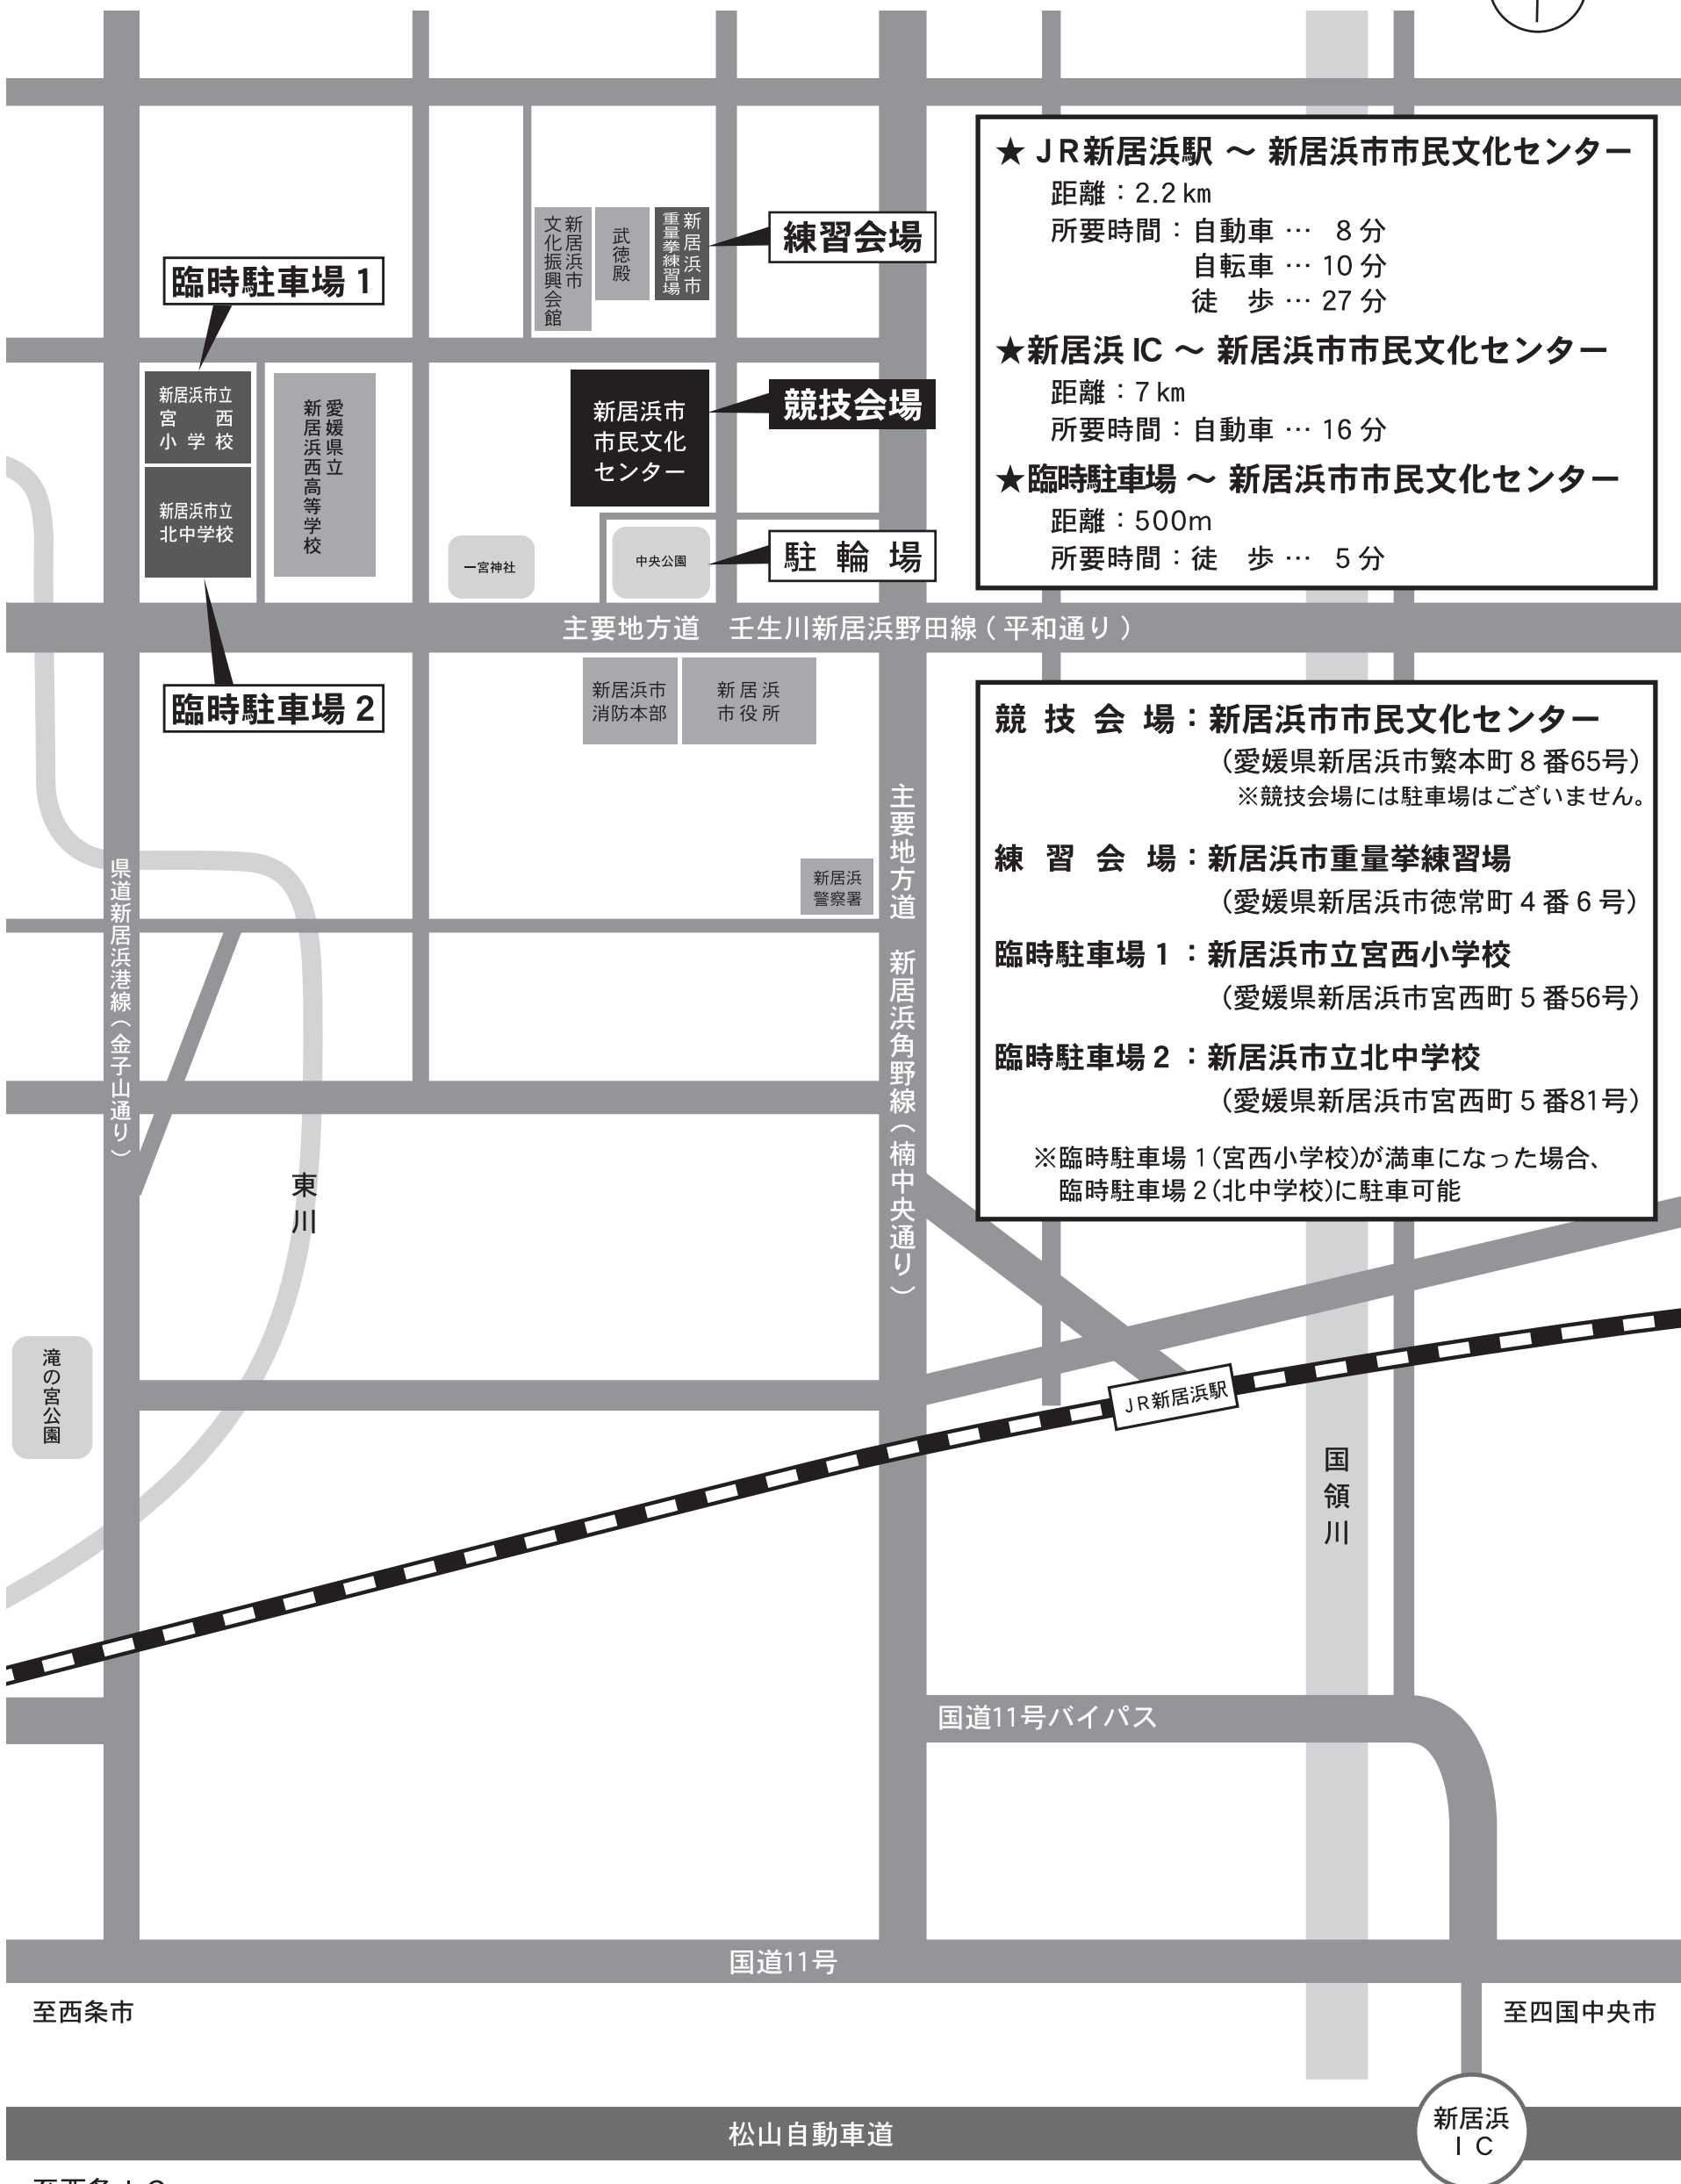 ★ＪＲ新居浜駅 ～ 新居浜市市民文化センター
距離：2.2km
所要時間：自動車… 8分
自転車…10分
徒　歩…27分
★新居浜IC ～ 新居浜市市民文化センター
距離：7km
所要時間：自動車…16分
★臨時駐車場 ～ 新居浜市市民文化センター
距離：500m
所要時間：徒　歩… 5分
新居浜市
文化振興会館
武徳殿
新居浜市
重量挙練習場
練習会場
臨時駐車場1
新居浜市立
宮西
小学校
新居浜市立
北中学校
愛媛県立
新居浜西高等学校
新居浜市
市民文化
センター
競技会場
一宮神社
中央公園
駐輪場
主要地方道　壬生川新居浜野田線(平和通り)
臨時駐車場2
新居浜市
消防本部
新居浜
市役所
競技会場：新居浜市市民文化センター
（愛媛県新居浜市繁本町8番65号）
※競技会場には駐車場はございません。
練習会場：新居浜市重量挙練習場
（愛媛県新居浜市徳常町4番6号）
臨時駐車場1：新居浜市立宮西小学校
（愛媛県新居浜市宮西町5番56号）
臨時駐車場2：新居浜市立北中学校
（愛媛県新居浜市宮西町5番81号）
※臨時駐車場1(宮西小学校)が満車になった場合、
臨時駐車場2(北中学校)に駐車可能
県道新居浜港線（金子山通り）
主要地方道　新居浜角野線（楠中央通り）
新居浜
警察署
東川
滝の宮公園
ＪＲ新居浜駅
国領川
国道11号バイパス
国道11号
至西条市
至四国中央市
松山自動車道
新居浜
ＩＣ
至西条ＩＣ